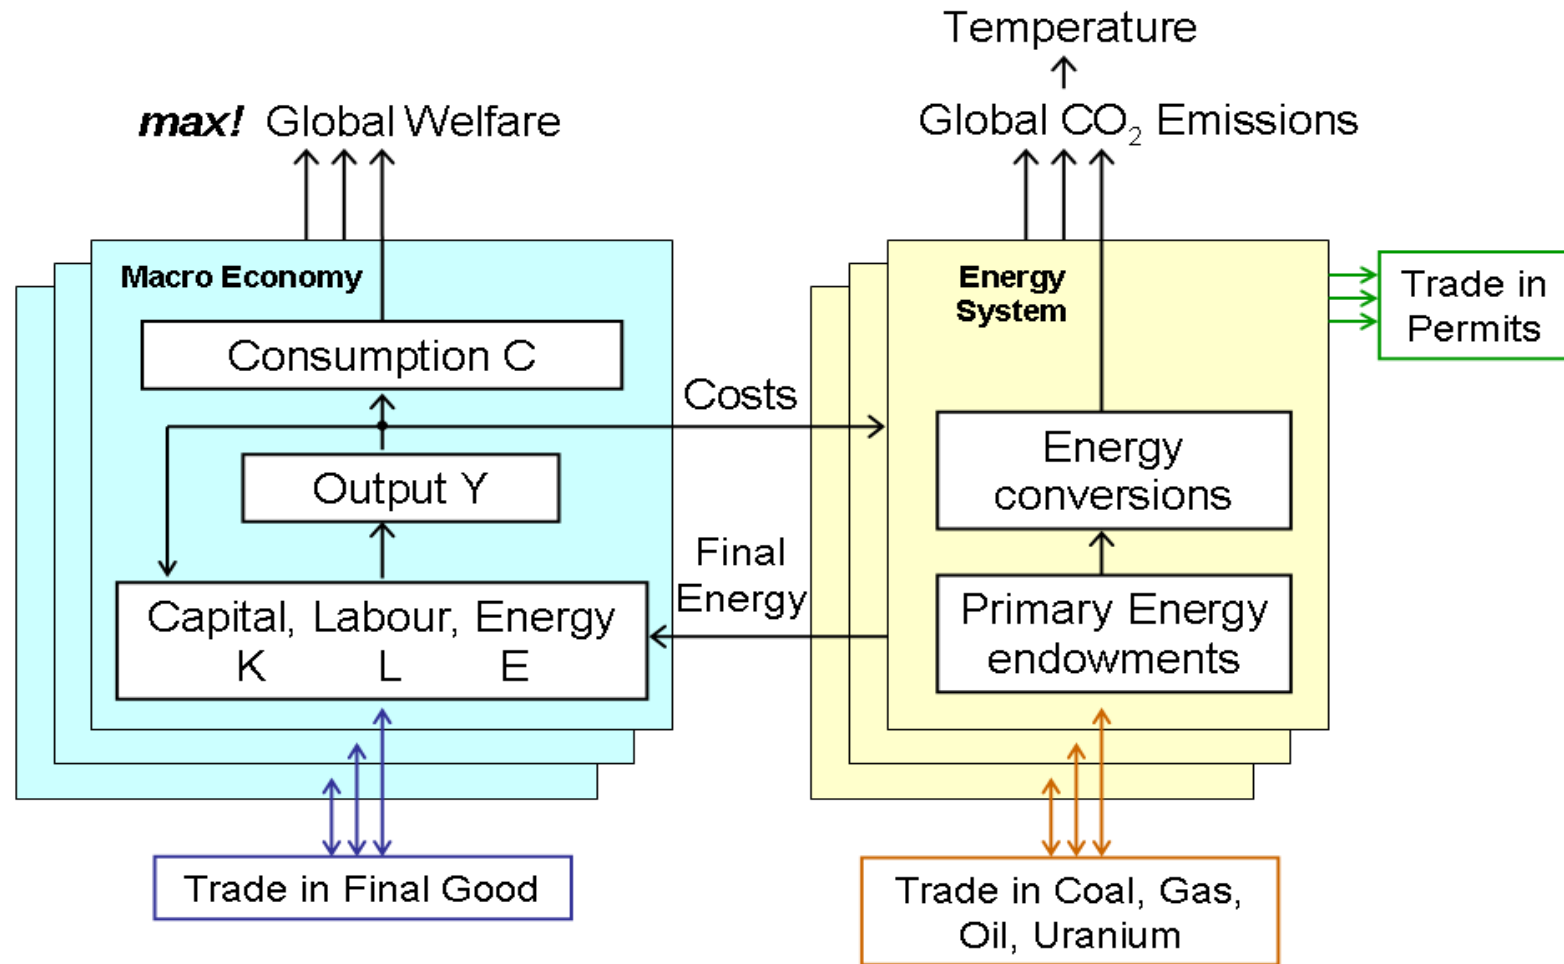 Temperature
max! Global Welfare
Global CO₂ Emissions
Macro Economy
Consumption C
Output Y
Capital, Labour, Energy
K L E
Costs
Final
Energy
Energy
System
Energy
conversions
Primary Energy
endowments
Trade in
Permits
Trade in Final Good
Trade in Coal, Gas,
Oil, Uranium